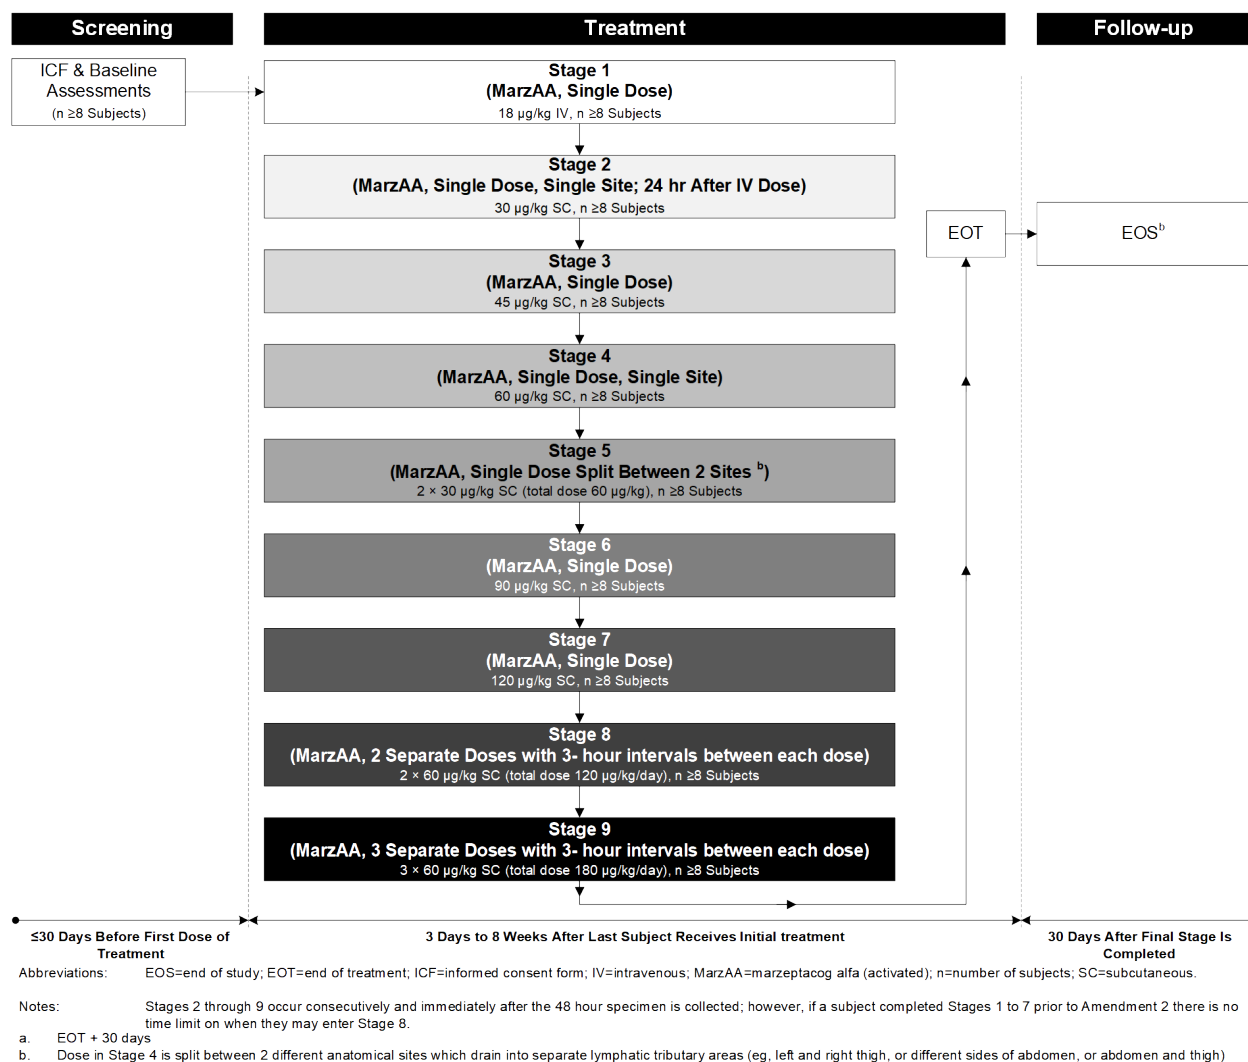 Screening
Treatment
Follow-up
ICF & Baseline
Assessments
(n ≥8 Subjects)
Stage 1
(MarzAA, Single Dose)
18 µg/kg IV, n ≥8 Subjects
Stage 2
(MarzAA, Single Dose, Single Site; 24 hr After IV Dose)
30 µg/kg SC, n ≥8 Subjects
EOT
EOSb
Stage 3
(MarzAA, Single Dose)
45 µg/kg SC, n ≥8 Subjects
Stage 4
(MarzAA, Single Dose, Single Site)
60 µg/kg SC, n ≥8 Subjects
Stage 5
(MarzAA, Single Dose Split Between 2 Sites b)
2 × 30 µg/kg SC (total dose 60 µg/kg), n ≥8 Subjects
Stage 6
(MarzAA, Single Dose)
90 µg/kg SC, n ≥8 Subjects
Stage 7
(MarzAA, Single Dose)
120 µg/kg SC, n ≥8 Subjects
Stage 8
(MarzAA, 2 Separate Doses with 3- hour intervals between each dose)
2 × 60 µg/kg SC (total dose 120 µg/kg/day), n ≥8 Subjects
Stage 9
(MarzAA, 3 Separate Doses with 3- hour intervals between each dose)
3 × 60 µg/kg SC (total dose 180 µg/kg/day), n ≥8 Subjects
≤30 Days Before First Dose of
Treatment
3 Days to 8 Weeks After Last Subject Receives Initial treatment
30 Days After Final Stage Is
Completed
Abbreviations: EOS=end of study; EOT=end of treatment; ICF=informed consent form; IV=intravenous; MarzAA=marzeptacog alfa (activated); n=number of subjects; SC=subcutaneous.
Notes: Stages 2 through 9 occur consecutively and immediately after the 48 hour specimen is collected; however, if a subject completed Stages 1 to 7 prior to Amendment 2 there is no
time limit on when they may enter Stage 8.
a. EOT + 30 days
b. Dose in Stage 4 is split between 2 different anatomical sites which drain into separate lymphatic tributary areas (eg, left and right thigh, or different sides of abdomen, or abdomen and thigh)